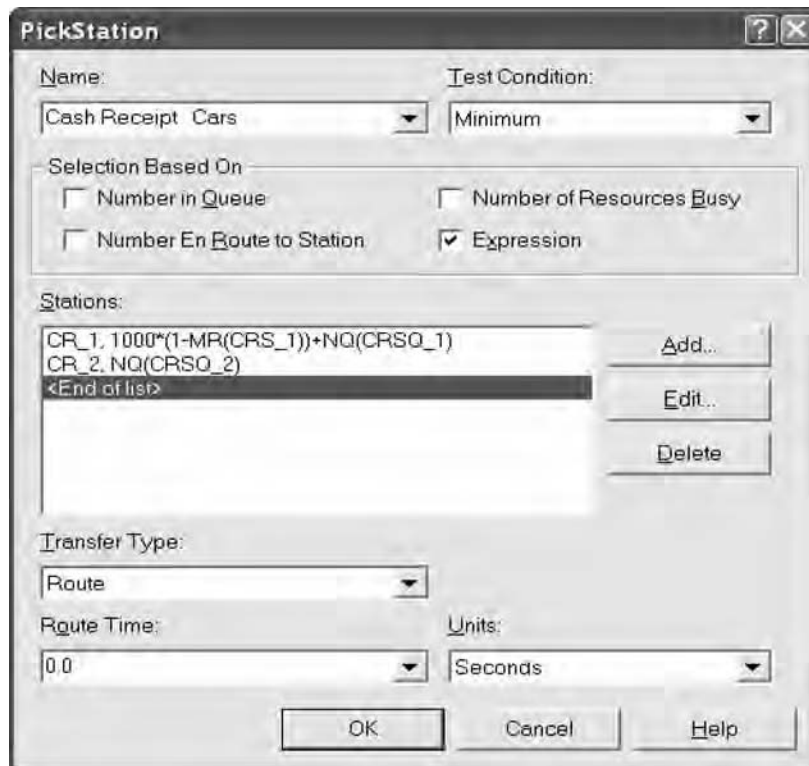 PickStation
Name: Test Condition:
Cash Receipt Cars Minimum
Selection Based On
Number in Queue Number of Resources Busy
Number En Route to Station Expression
Stations:
CR_1, 1000*(1-MR(CRS_1))+NQ(CRSQ_1)
CR_2, NQ(CRSQ_2)
<End of list>
Add...
Edit...
Delete
Transfer Type:
Route
Route Time: Units:
0.0 Seconds
OK Cancel Help